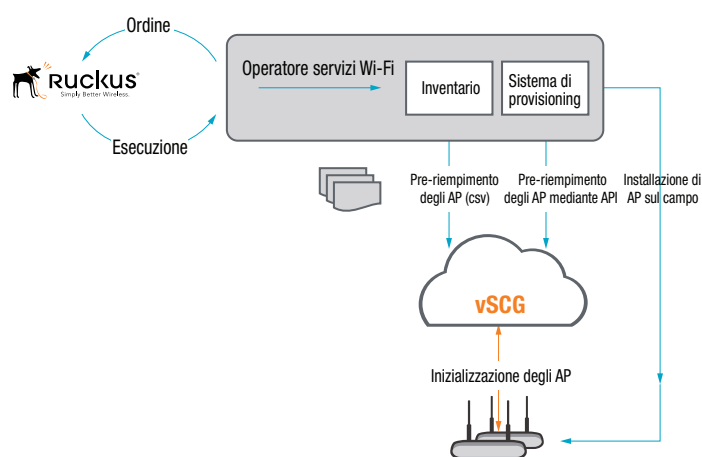 Ordine
Ruckus
Simply Better Wireless.
Esecuzione
Operatore servizi Wi-Fi
Inventario
Sistema di
provisioning
Pre-riempimento
degli AP (csv)
Pre-riempimento
degli AP mediante API
Installazione di
AP sul campo
vSCG
Inizializzazione degli AP